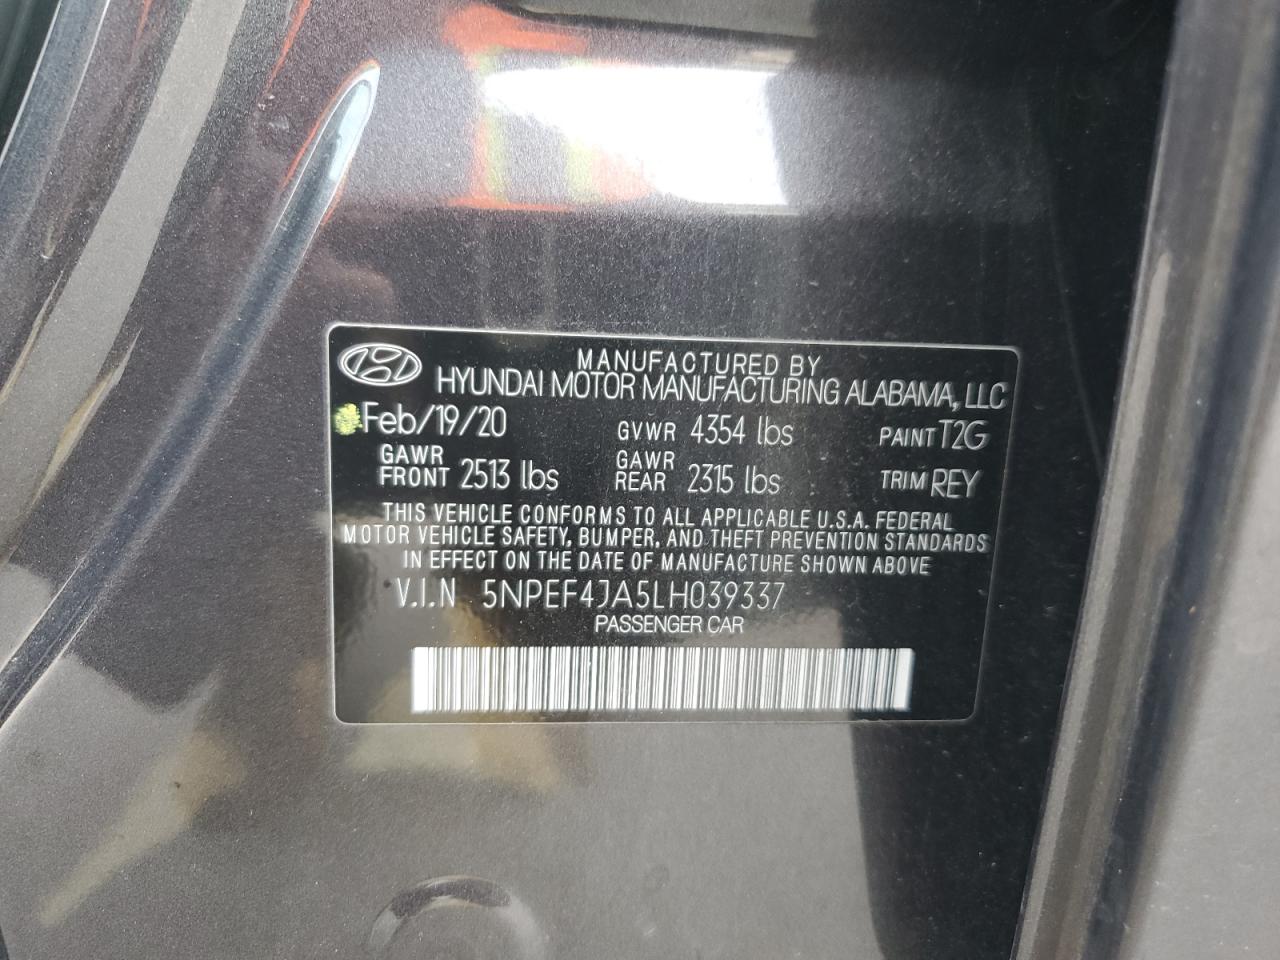 MANUFACTURED BY
HYUNDAI MOTOR MANUFACTURING ALABAMA, LLC
Feb/19/20 GVWR 4354 lbs PAINT T2G
GAWR FRONT 2513 lbs GAWR REAR 2315 lbs TRIM REY
THIS VEHICLE CONFORMS TO ALL APPLICABLE U.S.A. FEDERAL
MOTOR VEHICLE SAFETY, BUMPER, AND THEFT PREVENTION STANDARDS
IN EFFECT ON THE DATE OF MANUFACTURE SHOWN ABOVE
V.I.N 5NPEF4JA5LH039337
PASSENGER CAR